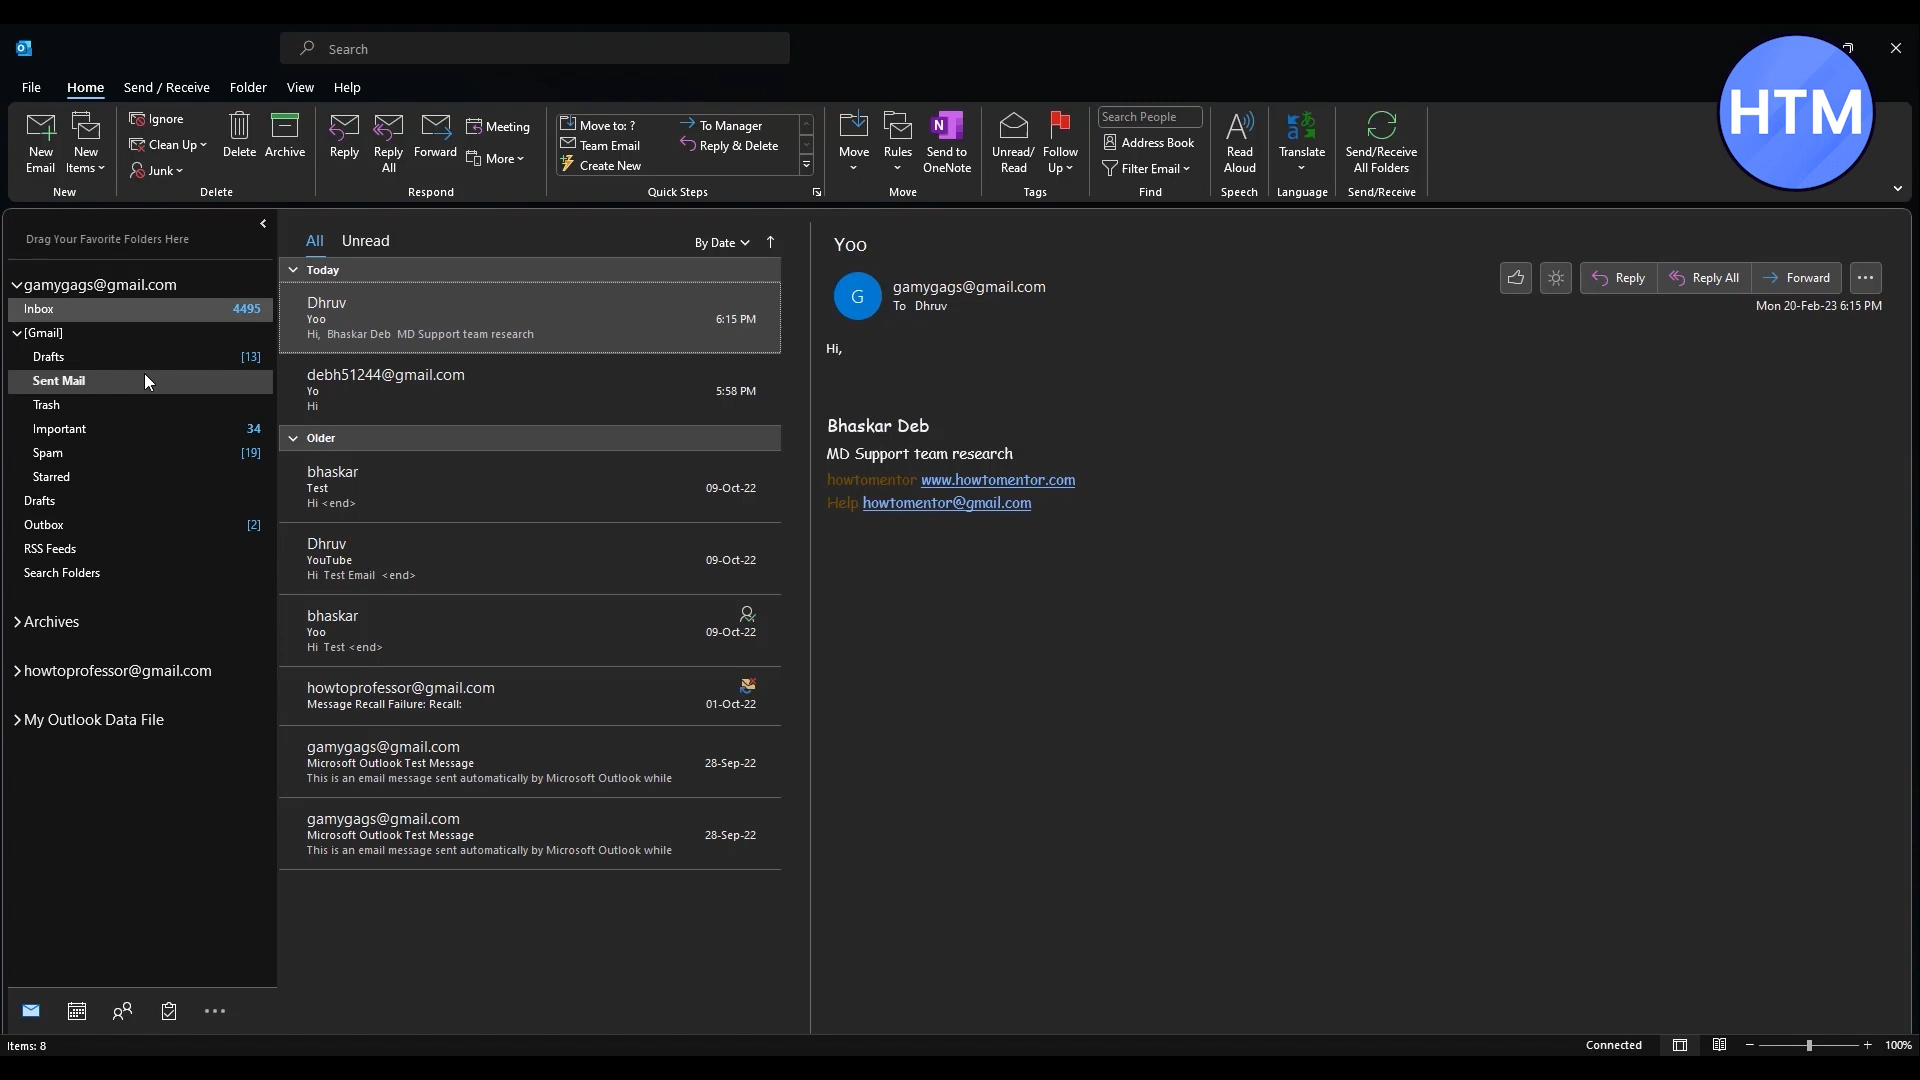 Search
HTM
File Home Send / Receive Folder View Help
New Email
New Items
New
Ignore
Clean Up
Junk
Delete
Archive
Delete
Reply
Reply All
Forward
Meeting
More
Respond
Move to: ?
Team Email
Create New
To Manager
Reply & Delete
Quick Steps
Move
Rules
Send to OneNote
Move
Unread/ Read
Follow Up
Tags
Search People
Address Book
Filter Email
Find
Read Aloud
Speech
Translate
Language
Send/Receive All Folders
Send/Receive
Drag Your Favorite Folders Here
gamygags@gmail.com
Inbox 4495
[Gmail]
Drafts [13]
Sent Mail
Trash
Important 34
Spam [19]
Starred
Drafts
Outbox [2]
RSS Feeds
Search Folders
Archives
howtoprofessor@gmail.com
My Outlook Data File
All Unread By Date
Today
Dhruv
Yoo 6:15 PM
Hi, Bhaskar Deb MD Support team research
debh51244@gmail.com
Yo 5:58 PM
Hi
Older
bhaskar
Test 09-Oct-22
Hi <end>
Dhruv
YouTube 09-Oct-22
Hi Test Email <end>
bhaskar
Yoo 09-Oct-22
Hi Test <end>
howtoprofessor@gmail.com
Message Recall Failure: Recall: 01-Oct-22
gamygags@gmail.com
Microsoft Outlook Test Message 28-Sep-22
This is an email message sent automatically by Microsoft Outlook while
gamygags@gmail.com
Microsoft Outlook Test Message 28-Sep-22
This is an email message sent automatically by Microsoft Outlook while
Yoo
G
gamygags@gmail.com
To Dhruv
Reply Reply All Forward
Mon 20-Feb-23 6:15 PM
Hi,
Bhaskar Deb
MD Support team research
howtomentor www.howtomentor.com
Help howtomentor@gmail.com
Items: 8
Connected
100%